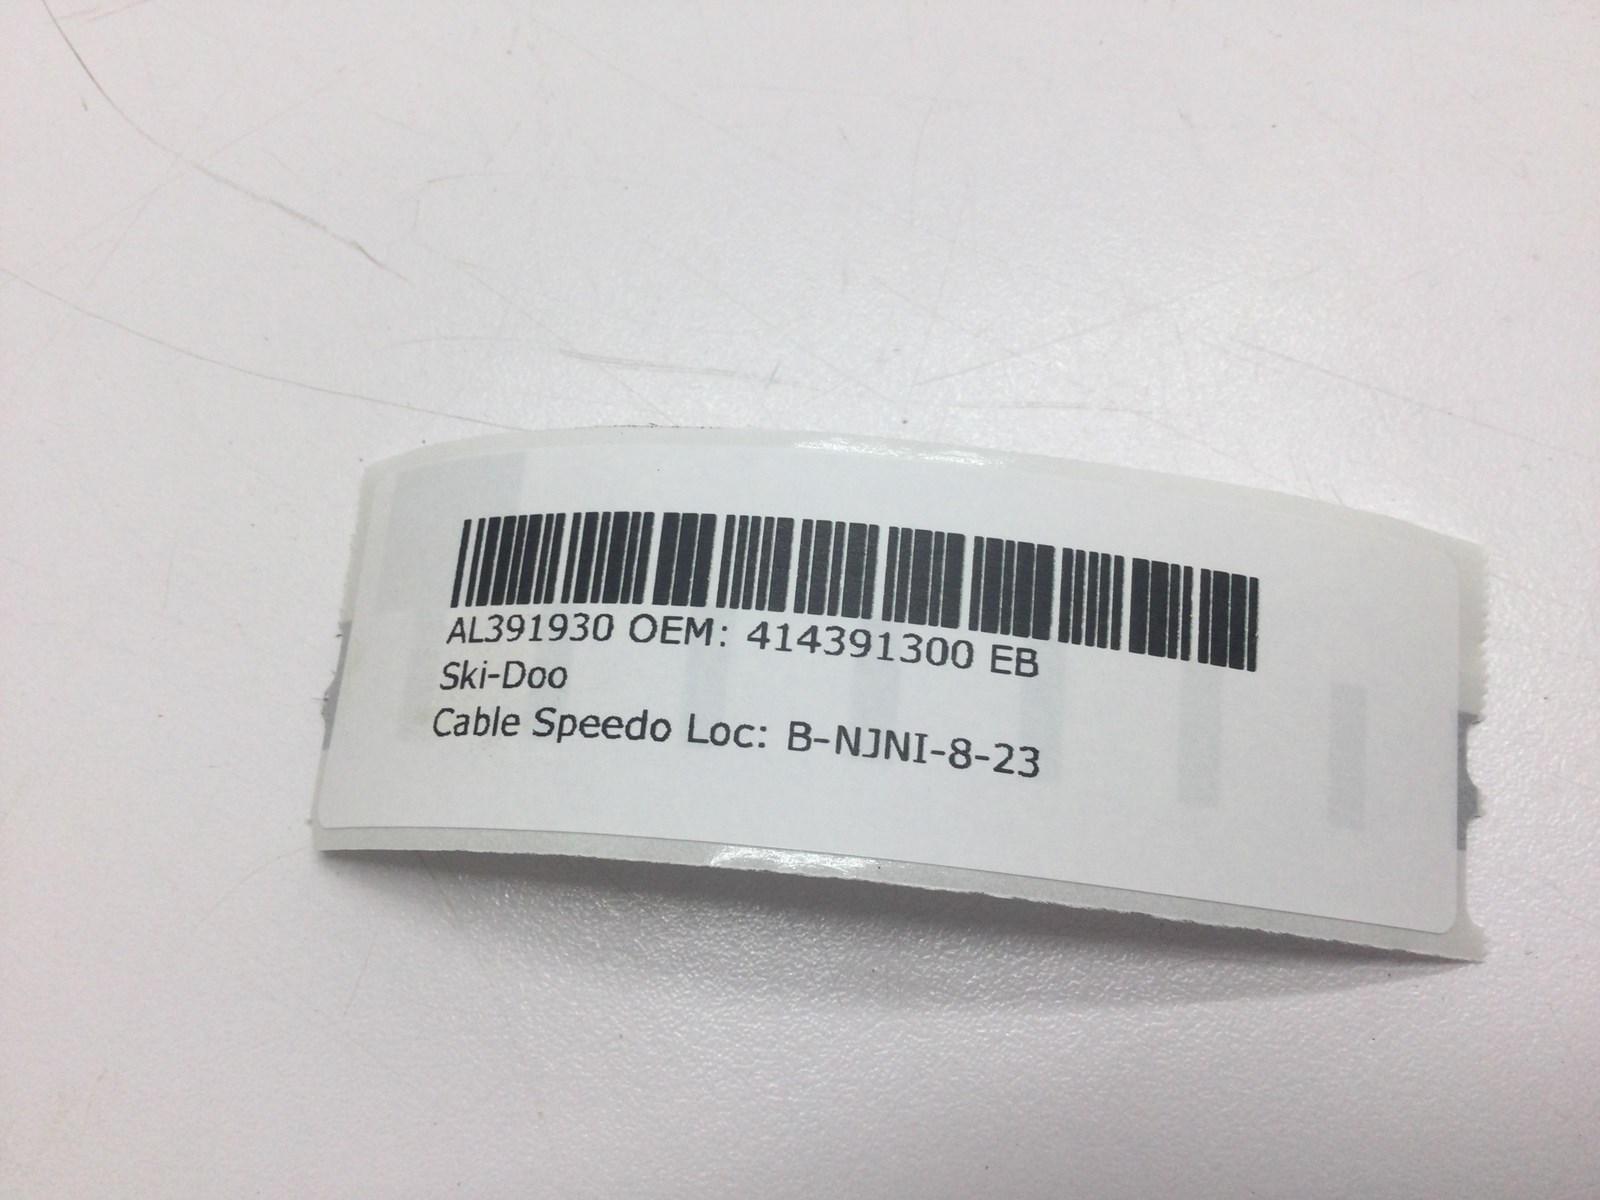 AL391930 OEM: 414391300 EB
Ski-Doo
Cable Speedo Loc: B-NJNI-8-23